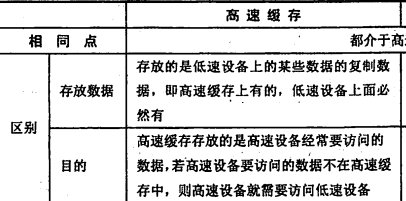 高速缓存
相同点
都介于高
存放的是低速设备上的某些数据的复制数
存放数据
据，即高速缓存上有的，低速设备上面必
然有
区别
高速缓存存放的是高速设备经常要访问的
目的
数据，若高速设备要访问的数据不在高速缓
存中，则高速设备就需要访问低速设备